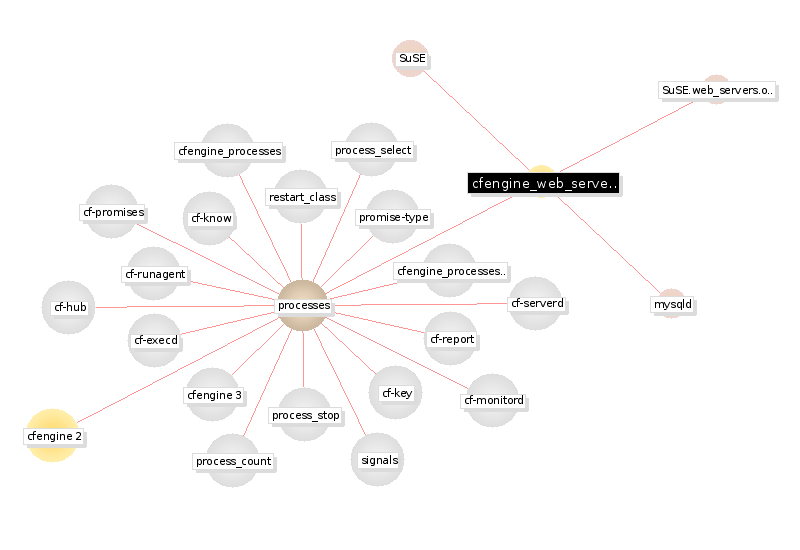 SuSE
SuSE.web_servers.o..
cfengine_processes
process_select
cfengine_web_serve..
restart_class
cf-promises
cf-know
promise-type
cf-runagent
cfengine_processes..
cf-hub
processes
cf-serverd
mysqld
cf-execd
cf-report
cfengine 3
cf-key
cf-monitord
process_stop
cfengine 2
process_count
signals